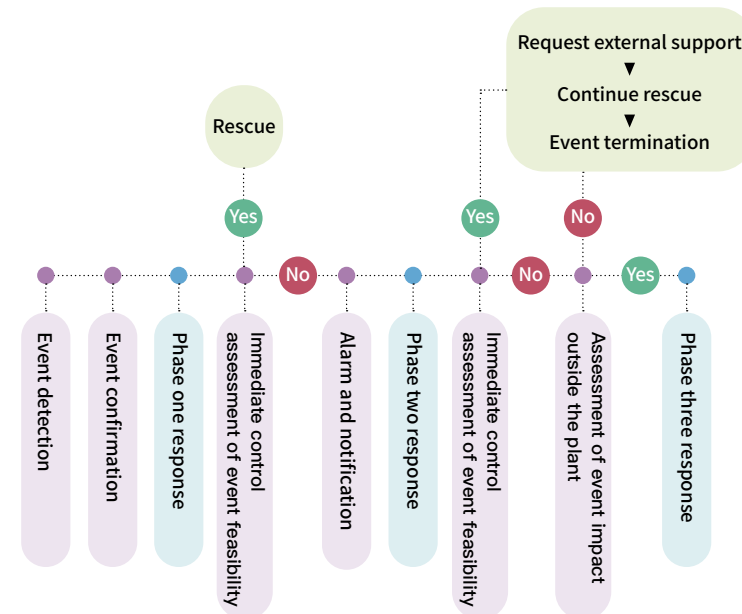 Request external support
▼
Continue rescue
▼
Event termination
Rescue
Yes
Yes
No
No
No
Yes
Event detection
Event confirmation
Phase one response
Immediate control
assessment of event feasibility
Alarm and notification
Phase two response
Immediate control
assessment of event feasibility
Assessment of event impact
outside the plant
Phase three response